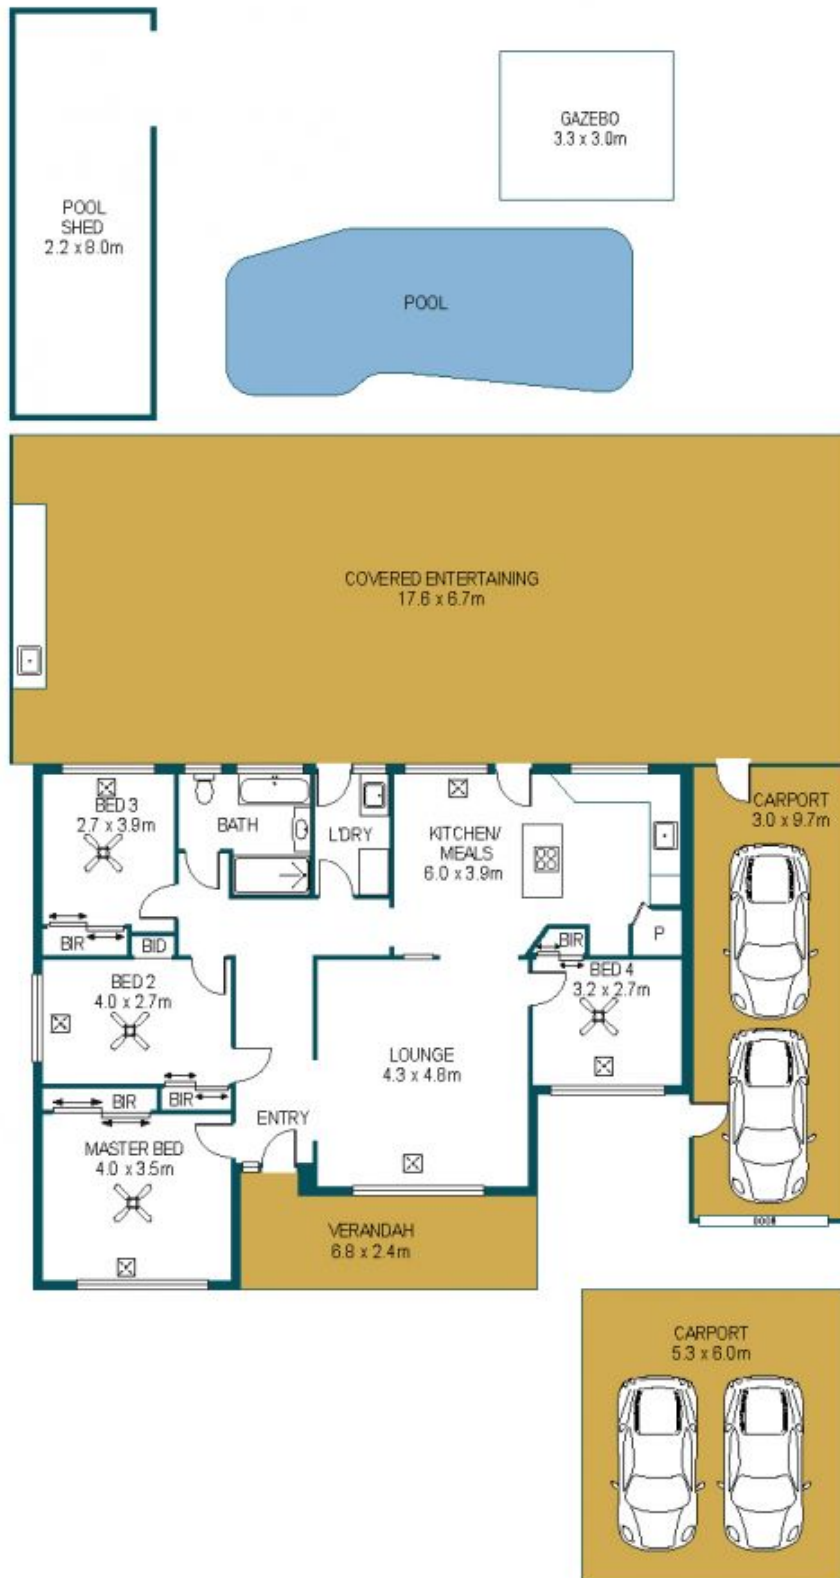 GAZEBO
3.3 x 3.0m
POOL
SHED
2.2 x 8.0m
POOL
COVERED ENTERTAINING
17.6 x 6.7m
BED 3
2.7 x 3.9m
BATH
L'DRY
KITCHEN/
MEALS
6.0 x 3.9m
CARPORT
3.0 x 9.7m
BIR
BID
BIR
P
BED 2
4.0 x 2.7m
BED 4
3.2 x 2.7m
LOUNGE
4.3 x 4.8m
BIR
BIR
ENTRY
MASTER BED
4.0 x 3.5m
VERANDAH
6.8 x 2.4m
DOOR
CARPORT
5.3 x 6.0m